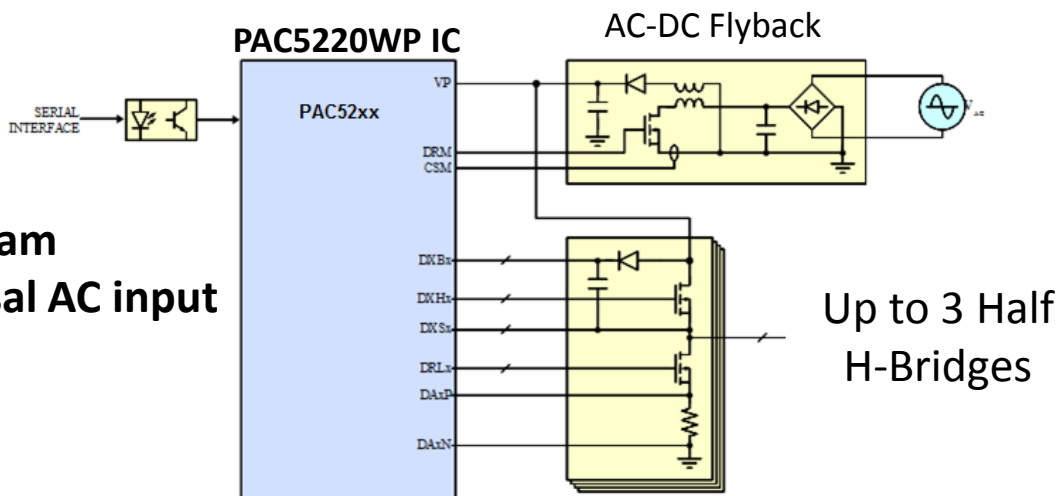 PAC5220WP IC
AC-DC Flyback
VP
SERIAL
INTERFACE
PAC52xx
DRM
CSM
am
sal AC input
DXBx
DXHx
DXSx
DRLx
DAxP
DAxN
Up to 3 Half
H-Bridges